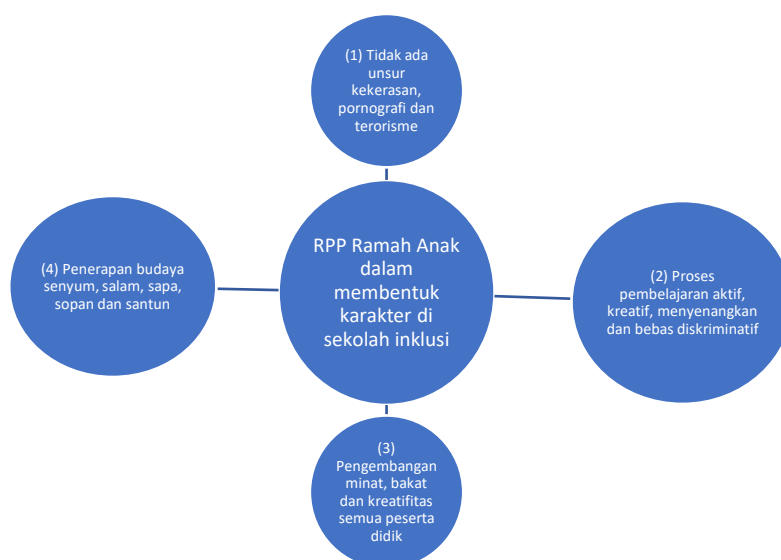 (1) Tidak ada
unsur
kekerasan,
pornografi dan
terorisme
RPP Ramah Anak
dalam
membentuk
karakter di
sekolah inklusi
(4) Penerapan budaya
senyum, salam, sapa,
sopan dan santun
(2) Proses
pembelajaran aktif,
kreatif, menyenangkan
dan bebas diskriminatif
(3)
Pengembangan
minat, bakat
dan kreatifitas
semua peserta
didik